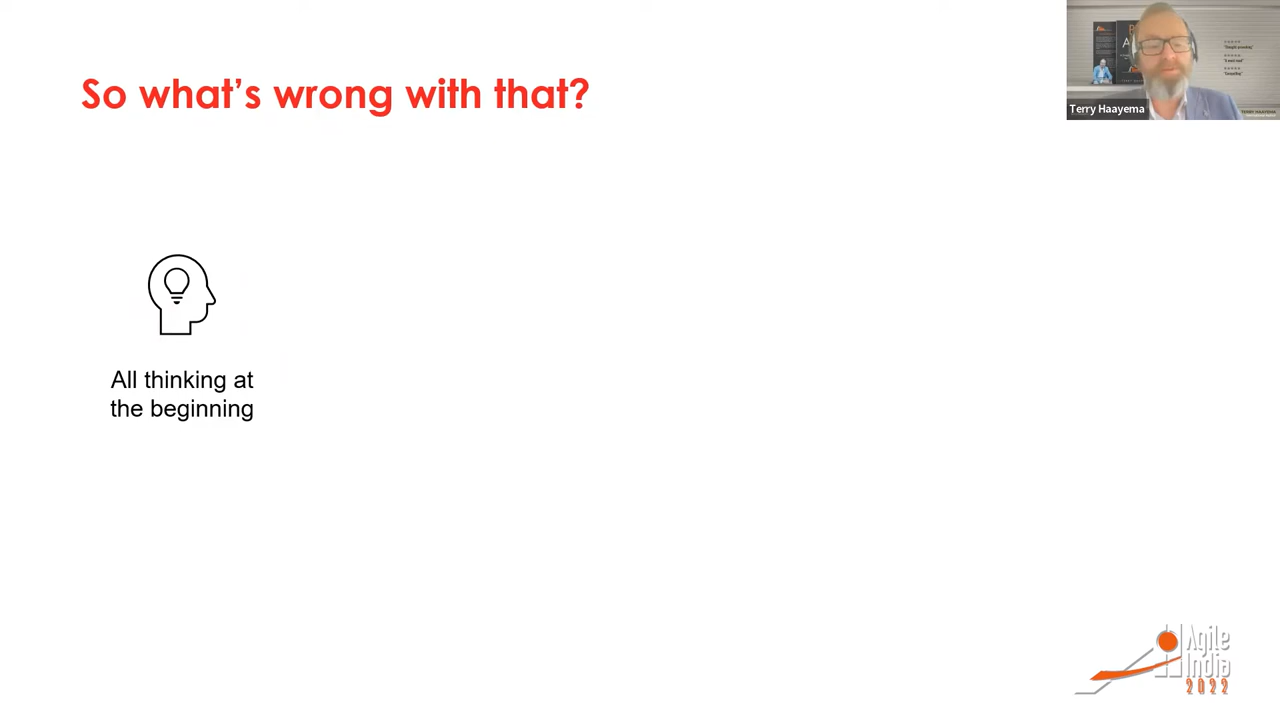 So what's wrong with that?
Terry Haayema
All thinking at
the beginning
Agile
India
2022